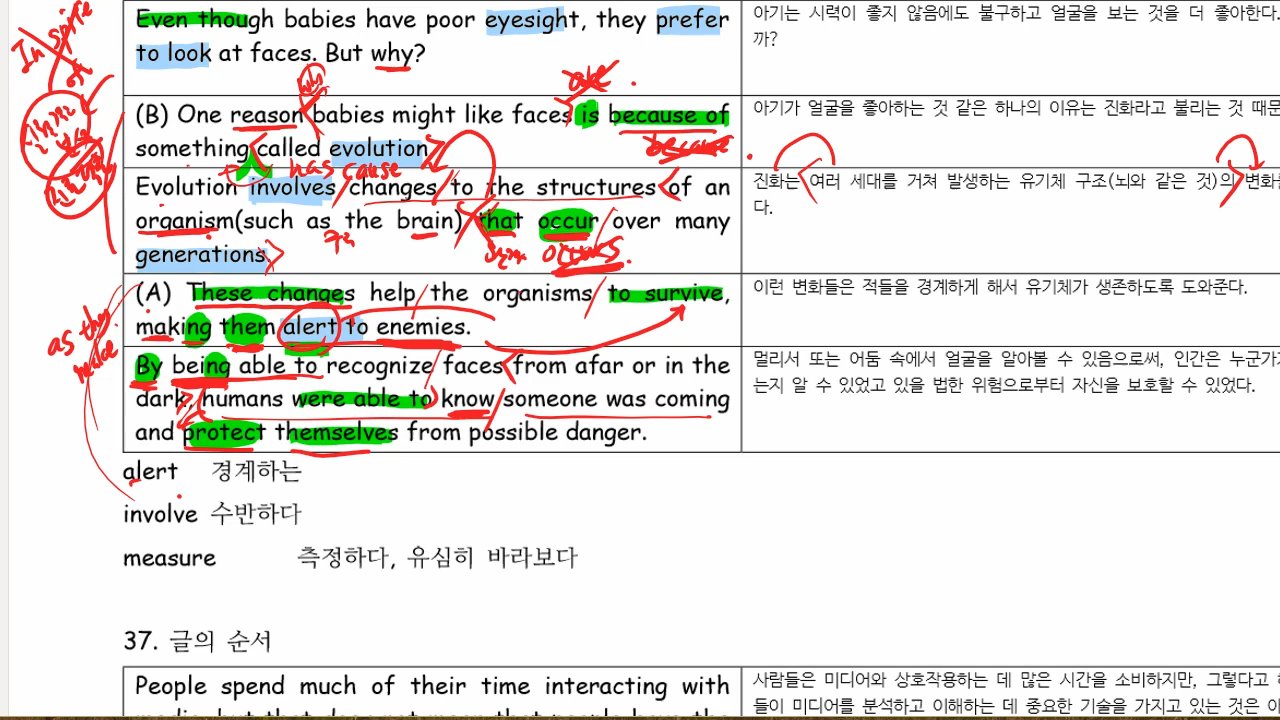 Even though babies have poor eyesight, they prefer
to look at faces. But why?
아기는 시력이 좋지 않음에도 불구하고 얼굴을 보는 것을 더 좋아한다.
까?
In spite of
why
are
(B) One reason babies might like faces is because of
something called evolution.
because
아기가 얼굴을 좋아하는 것 같은 하나의 이유는 진화라고 불리는 것 때문
has cause
Evolution involves changes to the structures of an
organism(such as the brain) that occur over many
generations.
occurs
진화는 여러 세대를 거쳐 발생하는 유기체 구조(뇌와 같은 것)의 변화를
다.
(A) These changes help the organisms to survive,
making them alert to enemies.
as they make
이런 변화들은 적들을 경계하게 해서 유기체가 생존하도록 도와준다.
By being able to recognize faces from afar or in the
dark, humans were able to know someone was coming
and protect themselves from possible danger.
멀리서 또는 어둠 속에서 얼굴을 알아볼 수 있음으로써, 인간은 누군가가
는지 알 수 있었고 있을 법한 위험으로부터 자신을 보호할 수 있었다.
alert 경계하는
involve 수반하다
measure 측정하다, 유심히 바라보다
37. 글의 순서
People spend much of their time interacting with
사람들은 미디어와 상호작용하는 데 많은 시간을 소비하지만, 그렇다고
들이 미디어를 분석하고 이해하는 데 중요한 기술을 가지고 있는 것은